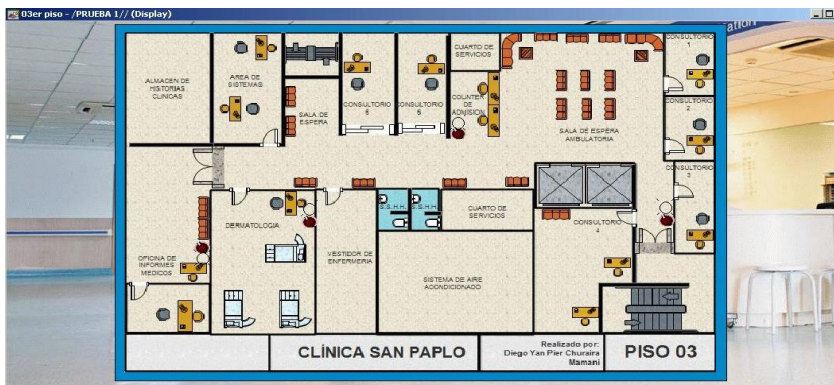 03er piso - /PRUEBA 1// (Display)
ALMACEN DE
HISTORIAS
CLINICAS
AREA DE
SISTEMAS
SALA DE
ESPERA
CONSULTORIO
6
CONSULTORIO
5
CUARTO DE
SERVICIOS
COUNTER
DE
ADMISION
SALA DE ESPERA
AMBULATORIA
CONSULTORIO
1
CONSULTORIO
2
CONSULTORIO
3
DERMATOLOGIA
OFICINA DE
INFORMES
MEDICOS
VESTIDOR DE
ENFERMERIA
S.S.H.H.
S.S.H.H.
CUARTO DE
SERVICIOS
CONSULTORIO
4
SISTEMA DE AIRE
ACONDICIONADO
CLÍNICA SAN PAPLO
Realizado por:
Diego Yan Pier Churaira
Mamani
PISO 03